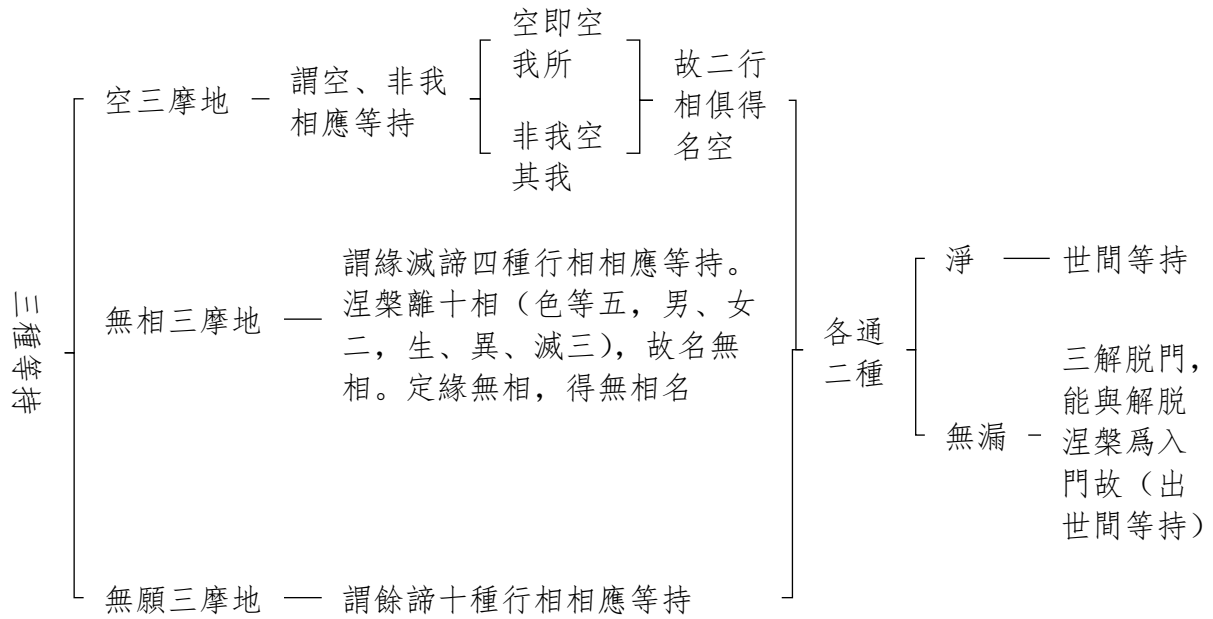 三種等持
空三摩地
謂空、非我
相應等持
空即空
我所
非我空
其我
故二行
相俱得
名空
無相三摩地
謂緣滅諦四種行相相應等持。
涅槃離十相（色等五，男、女
二，生、異、滅三），故名無
相。定緣無相，得無相名
無願三摩地
謂餘諦十種行相相應等持
各通
二種
淨
世間等持
無漏
三解脱門，
能與解脱
涅槃爲入
門故（出
世間等持）